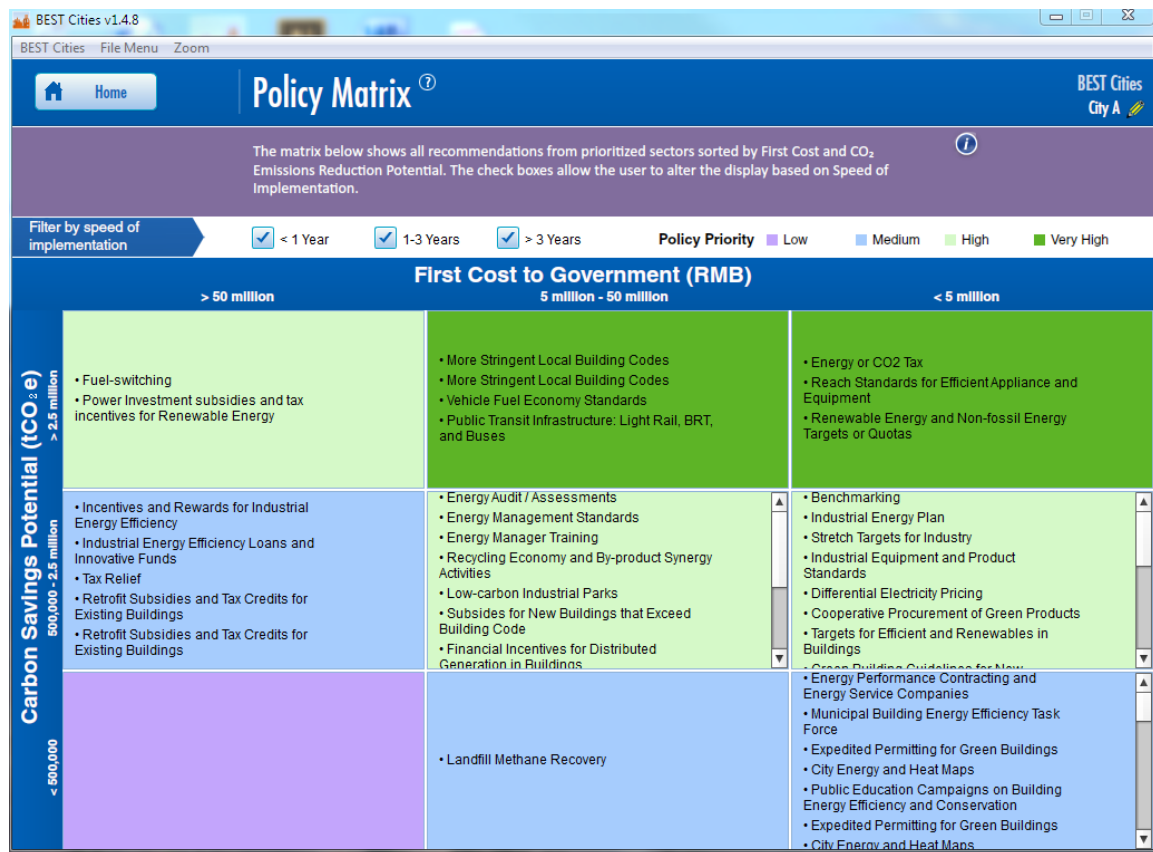 BEST Cities v1.4.8
BEST Cities File Menu Zoom
Home
Policy Matrix ?
BEST Cities
City A
The matrix below shows all recommendations from prioritized sectors sorted by First Cost and CO₂
Emissions Reduction Potential. The check boxes allow the user to alter the display based on Speed of
Implementation.
i
Filter by speed of
implementation
< 1 Year
1-3 Years
> 3 Years
Policy Priority
Low
Medium
High
Very High
First Cost to Government (RMB)
> 50 million
5 million - 50 million
< 5 million
Carbon Savings Potential (tCO₂e)
> 2.5 million
• Fuel-switching
• Power Investment subsidies and tax
incentives for Renewable Energy
• More Stringent Local Building Codes
• More Stringent Local Building Codes
• Vehicle Fuel Economy Standards
• Public Transit Infrastructure: Light Rail, BRT,
and Buses
• Energy or CO2 Tax
• Reach Standards for Efficient Appliance and
Equipment
• Renewable Energy and Non-fossil Energy
Targets or Quotas
500,000 - 2.5 million
• Incentives and Rewards for Industrial
Energy Efficiency
• Industrial Energy Efficiency Loans and
Innovative Funds
• Tax Relief
• Retrofit Subsidies and Tax Credits for
Existing Buildings
• Retrofit Subsidies and Tax Credits for
Existing Buildings
• Energy Audit / Assessments
• Energy Management Standards
• Energy Manager Training
• Recycling Economy and By-product Synergy
Activities
• Low-carbon Industrial Parks
• Subsides for New Buildings that Exceed
Building Code
• Financial Incentives for Distributed
Generation in Buildings
• Benchmarking
• Industrial Energy Plan
• Stretch Targets for Industry
• Industrial Equipment and Product
Standards
• Differential Electricity Pricing
• Cooperative Procurement of Green Products
• Targets for Efficient and Renewables in
Buildings
• Green Building Guidelines for New
< 500,000
• Landfill Methane Recovery
• Energy Performance Contracting and
Energy Service Companies
• Municipal Building Energy Efficiency Task
Force
• Expedited Permitting for Green Buildings
• City Energy and Heat Maps
• Public Education Campaigns on Building
Energy Efficiency and Conservation
• Expedited Permitting for Green Buildings
• City Energy and Heat Maps